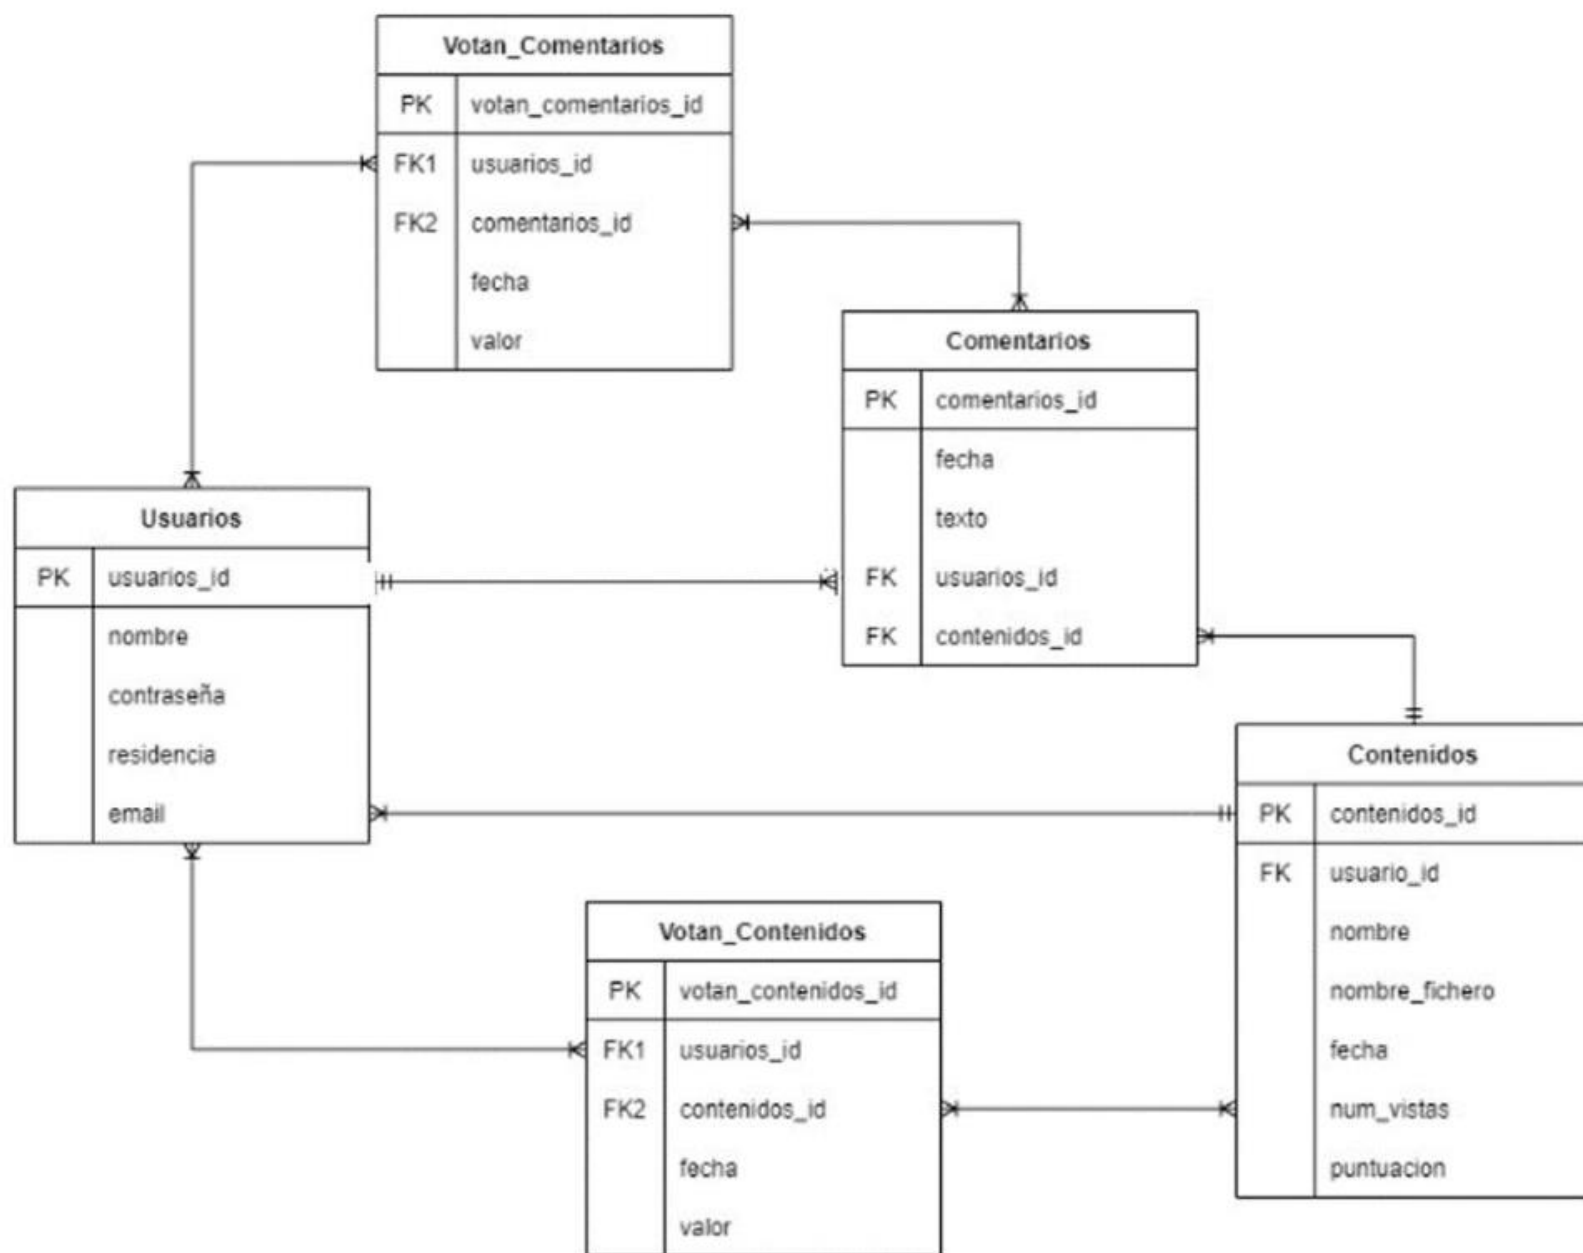 Votan_Comentarios
PK votan_comentarios_id
FK1 usuarios_id
FK2 comentarios_id
fecha
valor
Comentarios
PK comentarios_id
fecha
texto
FK usuarios_id
FK contenidos_id
Usuarios
PK usuarios_id
nombre
contraseña
residencia
email
Contenidos
PK contenidos_id
FK usuario_id
nombre
nombre_fichero
fecha
num_vistas
puntuacion
Votan_Contenidos
PK votan_contenidos_id
FK1 usuarios_id
FK2 contenidos_id
fecha
valor